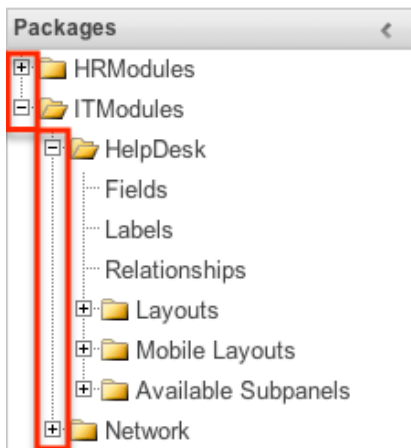 Packages
HRModules
ITModules
HelpDesk
Fields
Labels
Relationships
Layouts
Mobile Layouts
Available Subpanels
Network